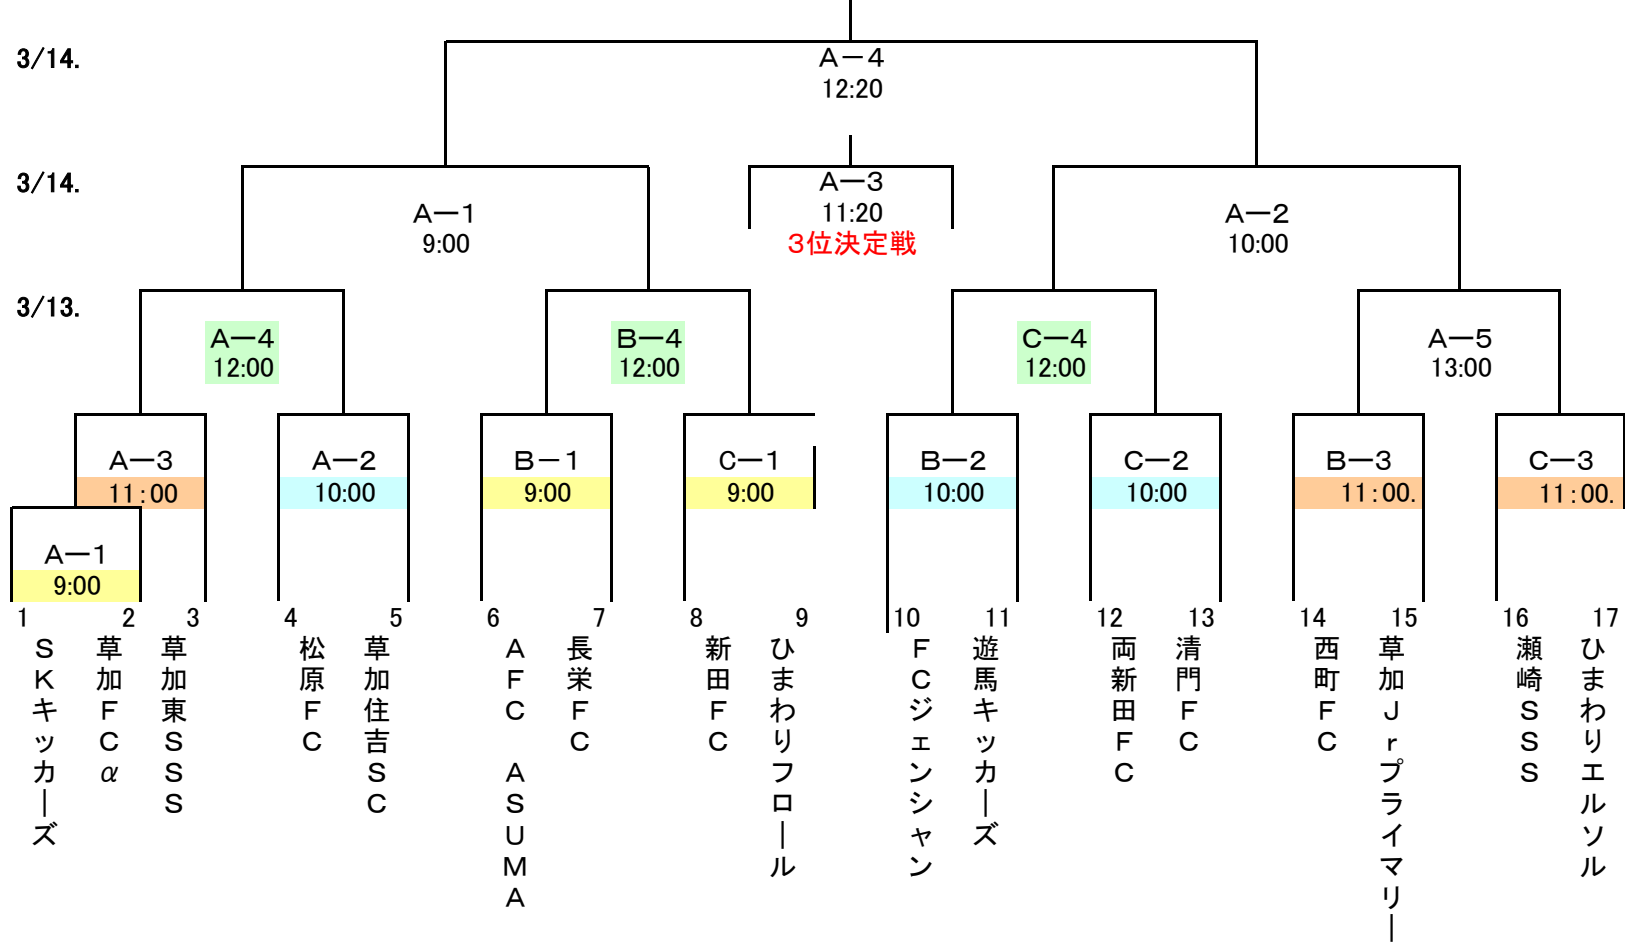 3/14.
A－4
12:20
3/14.
A―3
11:20
3位決定戦
A―1
9:00
A―2
10:00
3/13.
A―4
12:00
B―4
12:00
C―4
12:00
A―5
13:00
A―3
11:00
A―2
10:00
B－1
9:00
C―1
9:00
B―2
10:00
C―2
10:00
B―3
11:00.
C―3
11:00.
A―1
9:00
1
2
3
4
5
6
7
8
9
10
11
12
13
14
15
16
17
SKキッカーズ
草加FCα
草加東SSS
松原FC
草加住吉SC
AFC ASUMA
長栄FC
新田FC
ひまわりフロール
FCジェンシャン
遊馬キッカーズ
両新田FC
清門FC
西町FC
草加Jrプライマリー
瀬崎SSS
ひまわりエルソル